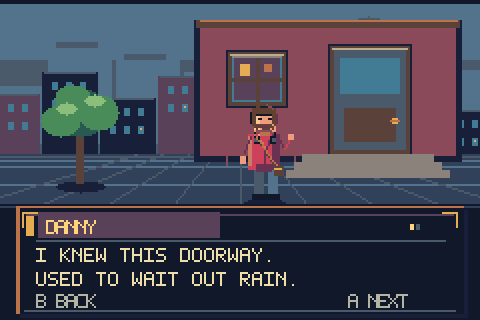 DANNY
I KNEW THIS DOORWAY.
USED TO WAIT OUT RAIN.
B BACK
A NEXT